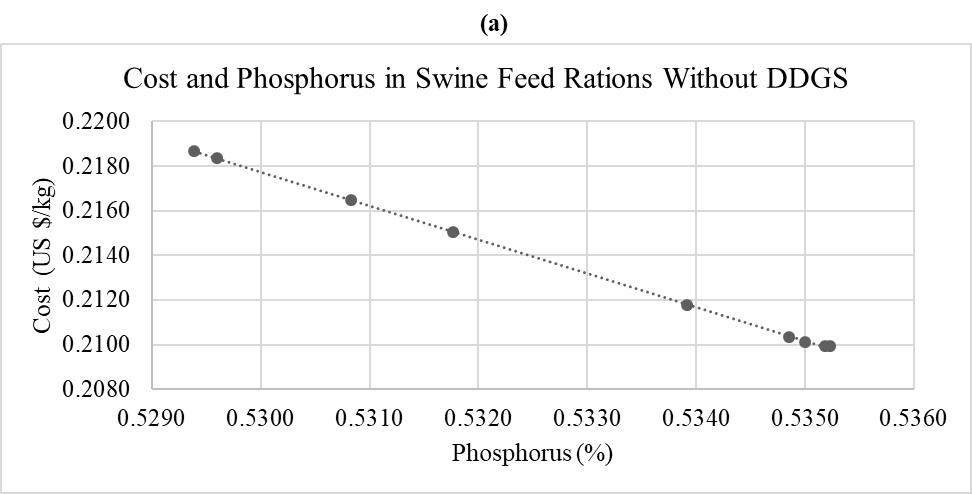 (a)
Cost and Phosphorus in Swine Feed Rations Without DDGS
0.2200
0.2180
0.2160
0.2140
0.2120
0.2100
0.2080
Cost (US $/kg)
0.5290 0.5300 0.5310 0.5320 0.5330 0.5340 0.5350 0.5360
Phosphorus (%)